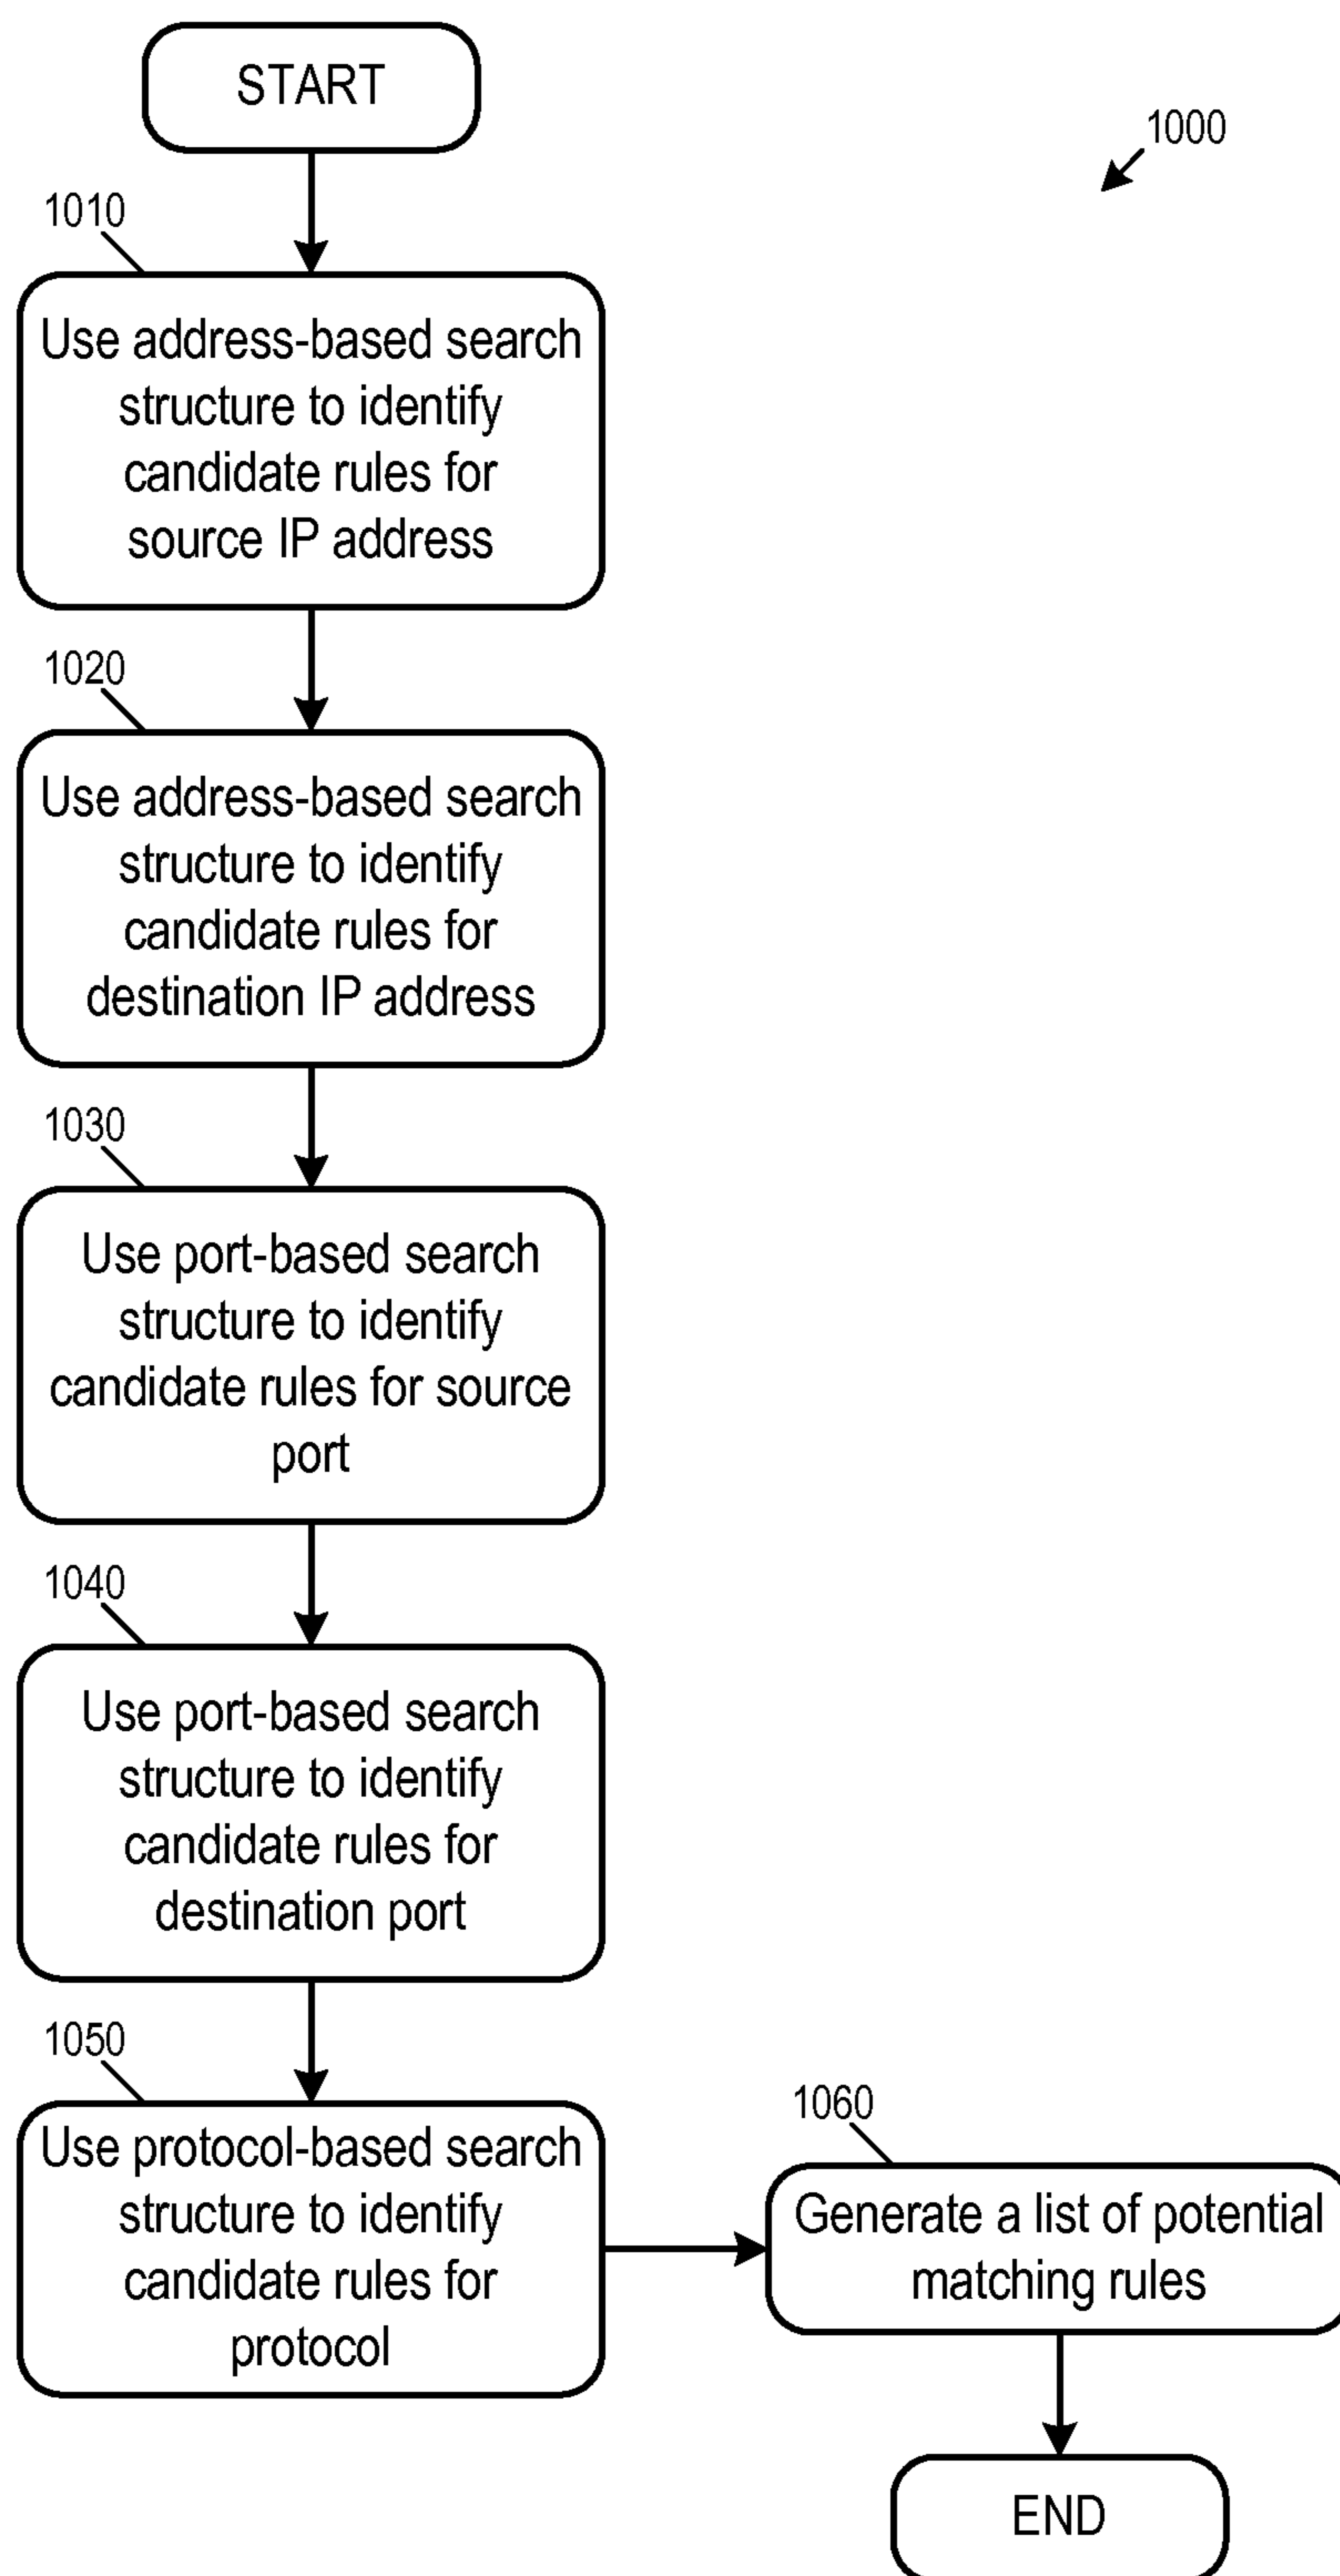 START
1000
1010
Use address-based search
structure to identify
candidate rules for
source IP address
1020
Use address-based search
structure to identify
candidate rules for
destination IP address
1030
Use port-based search
structure to identify
candidate rules for source
port
1040
Use port-based search
structure to identify
candidate rules for
destination port
1050
Use protocol-based search
structure to identify
candidate rules for
protocol
1060
Generate a list of potential
matching rules
END